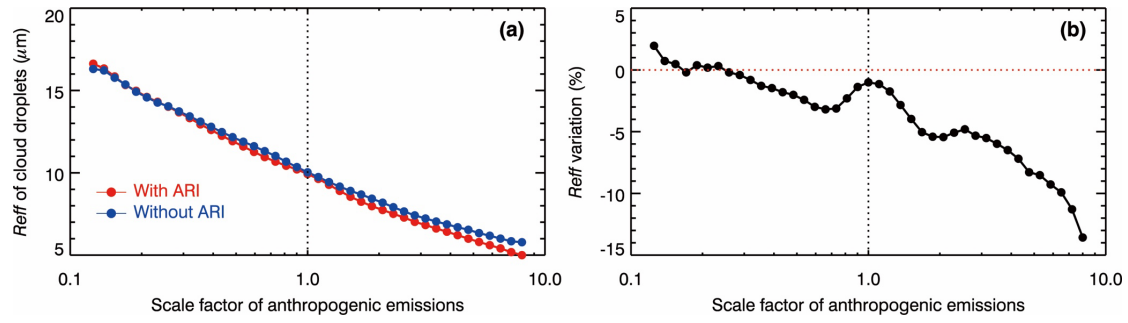 20
15
10
5
0.1
1.0
10.0
Reff of cloud droplets (μm)
(a)
With ARI
Without ARI
Scale factor of anthropogenic emissions
5
0
-5
-10
-15
0.1
1.0
10.0
Reff variation (%)
(b)
Scale factor of anthropogenic emissions